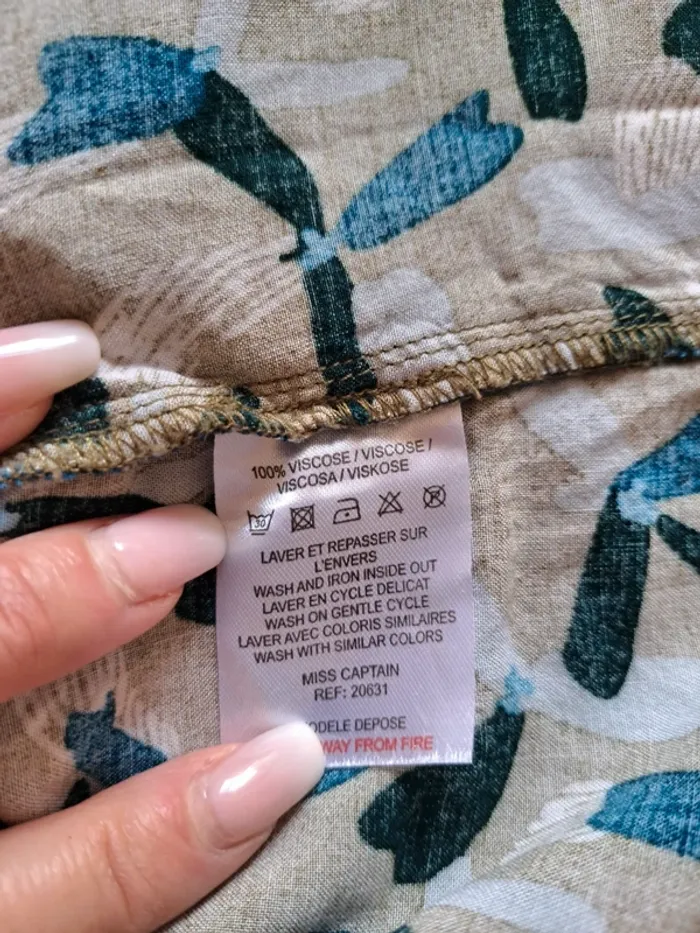 100% VISCOSE / VISCOSE /
VISCOSA / VISKOSE
30
LAVER ET REPASSER SUR
L'ENVERS
WASH AND IRON INSIDE OUT
LAVER EN CYCLE DELICAT
WASH ON GENTLE CYCLE
LAVER AVEC COLORIS SIMILAIRES
WASH WITH SIMILAR COLORS
MISS CAPTAIN
REF: 20631
ODELE DEPOSE
WAY FROM FIRE